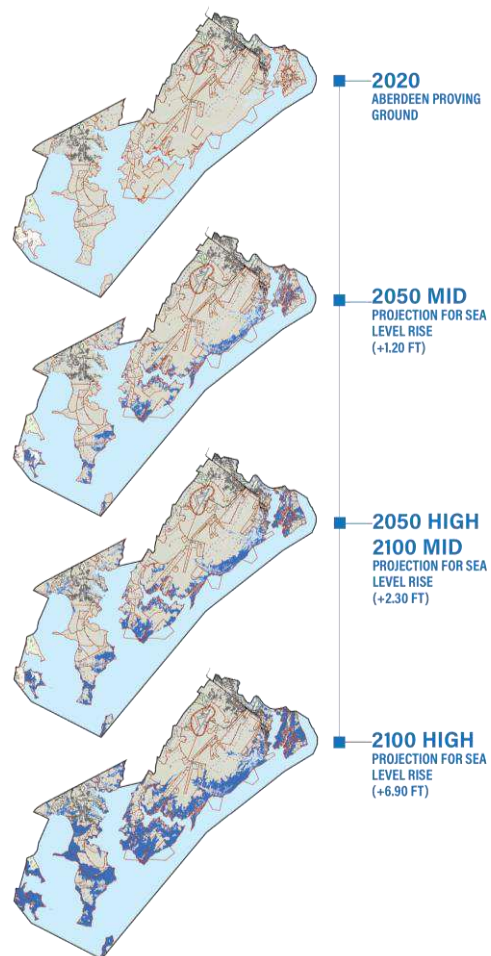 2020
ABERDEEN PROVING
GROUND
2050 MID
PROJECTION FOR SEA
LEVEL RISE
(+1.20 FT)
2050 HIGH
2100 MID
PROJECTION FOR SEA
LEVEL RISE
(+2.30 FT)
2100 HIGH
PROJECTION FOR SEA
LEVEL RISE
(+6.90 FT)